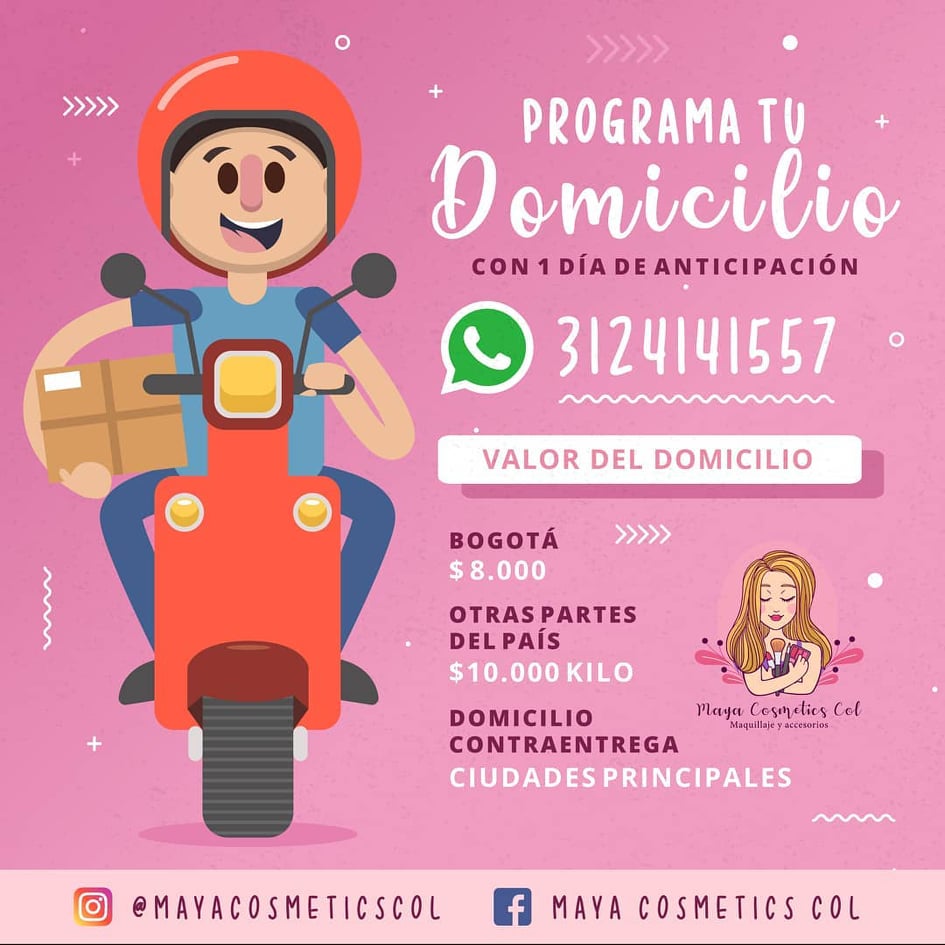 PROGRAMA TU
Domicilio
CON 1 DÍA DE ANTICIPACIÓN
3124141557
VALOR DEL DOMICILIO
BOGOTÁ
$8.000
OTRAS PARTES
DEL PAÍS
$10.000 KILO
DOMICILIO
CONTRAENTREGA
CIUDADES PRINCIPALES
Maya Cosmetics Col
Maquillaje y accesorios
@MAYACOSMETICSCOL
MAYA COSMETICS COL